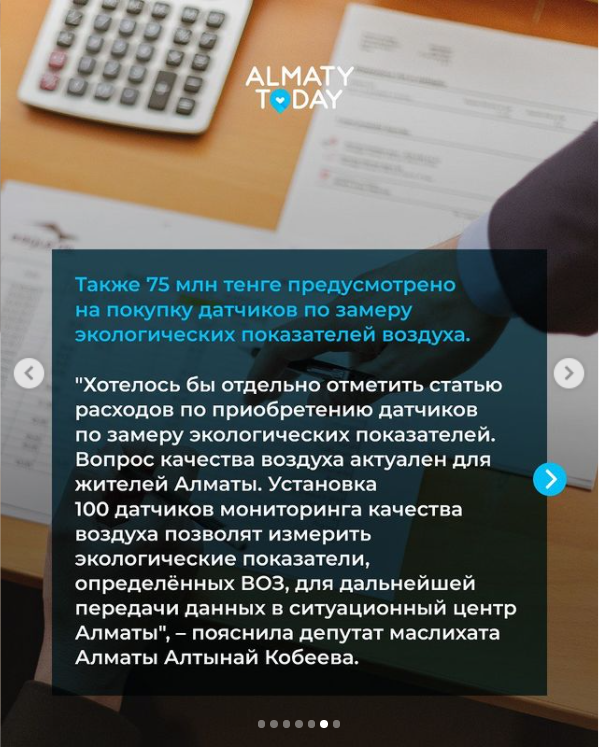 ALMATY
TODAY
Также 75 млн тенге предусмотрено
на покупку датчиков по замеру
экологических показателей воздуха.
"Хотелось бы отдельно отметить статью
расходов по приобретению датчиков
по замеру экологических показателей.
Вопрос качества воздуха актуален для
жителей Алматы. Установка
100 датчиков мониторинга качества
воздуха позволят измерить
экологические показатели,
определённых ВОЗ, для дальнейшей
передачи данных в ситуационный центр
Алматы", – пояснила депутат маслихата
Алматы Алтынай Кобеева.